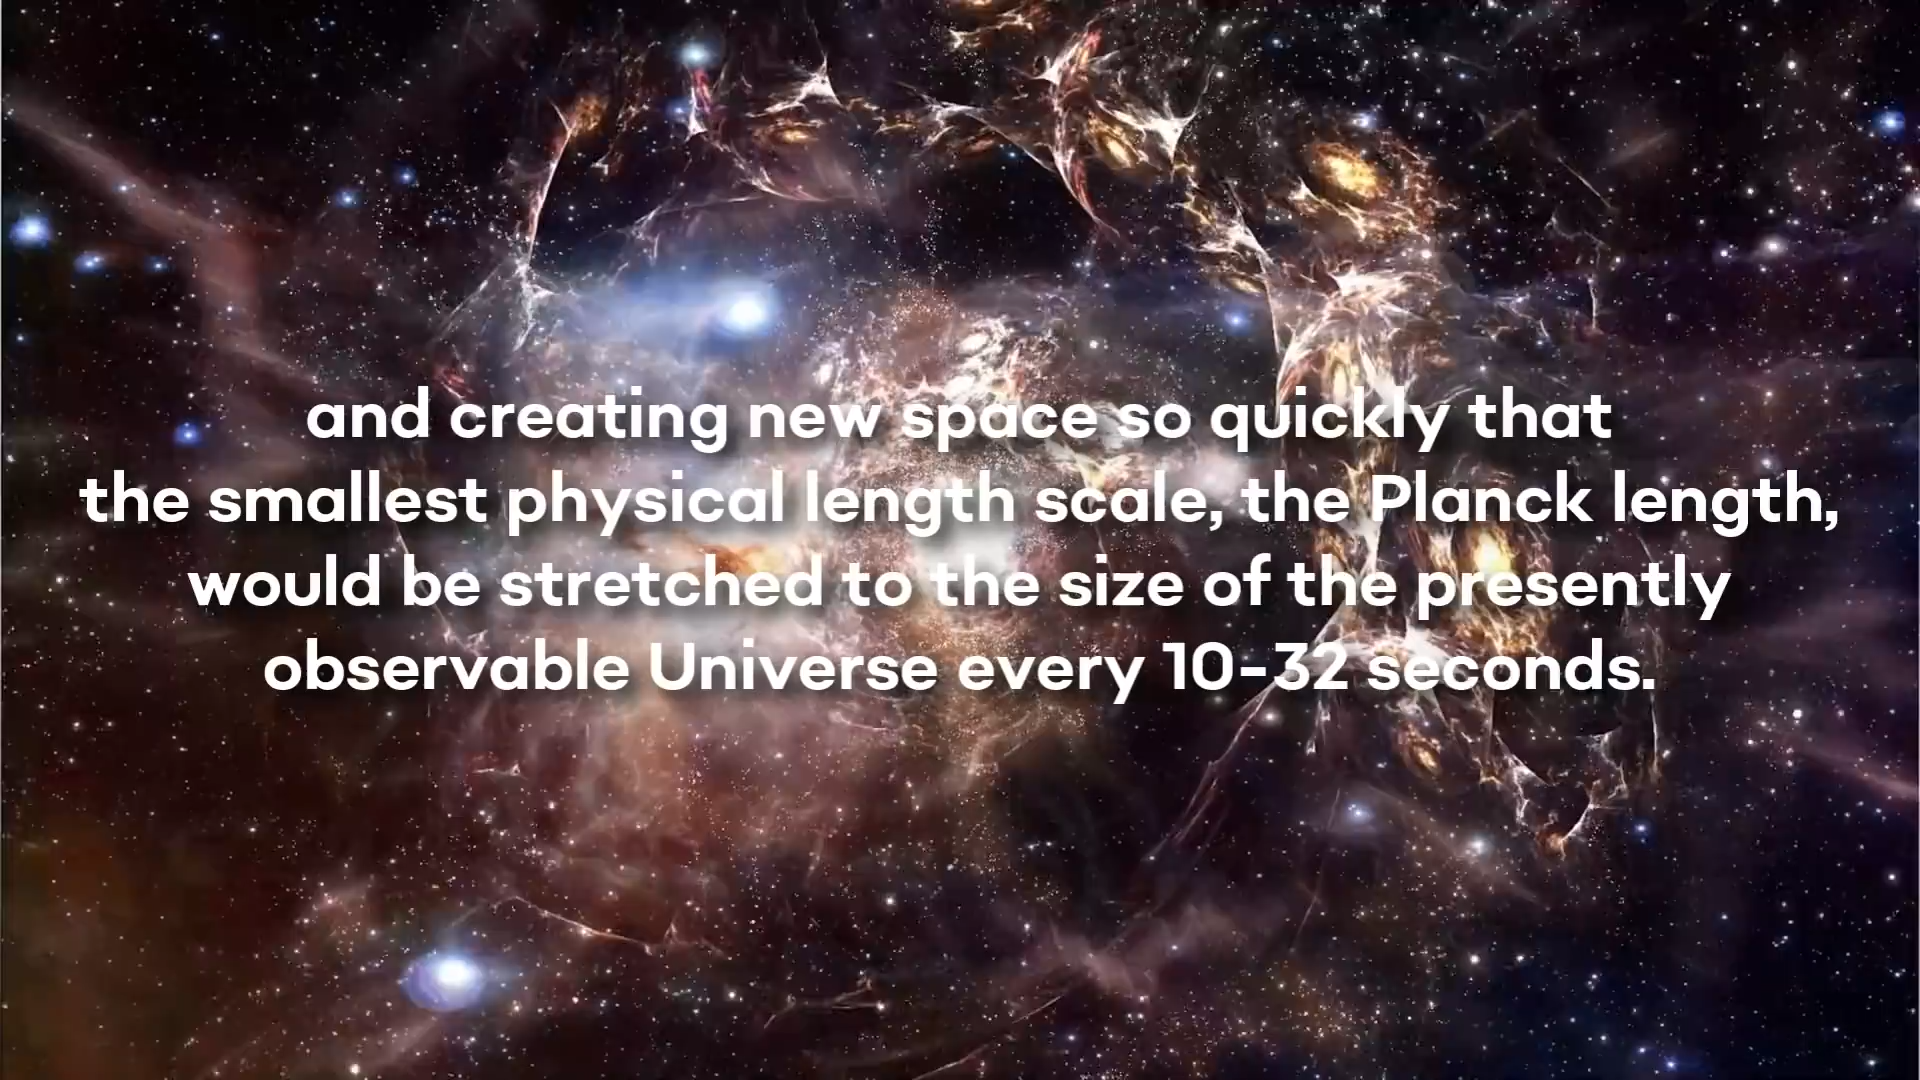 and creating new space so quickly that
the smallest physical length scale, the Planck length,
would be stretched to the size of the presently
observable Universe every 10-32 seconds.